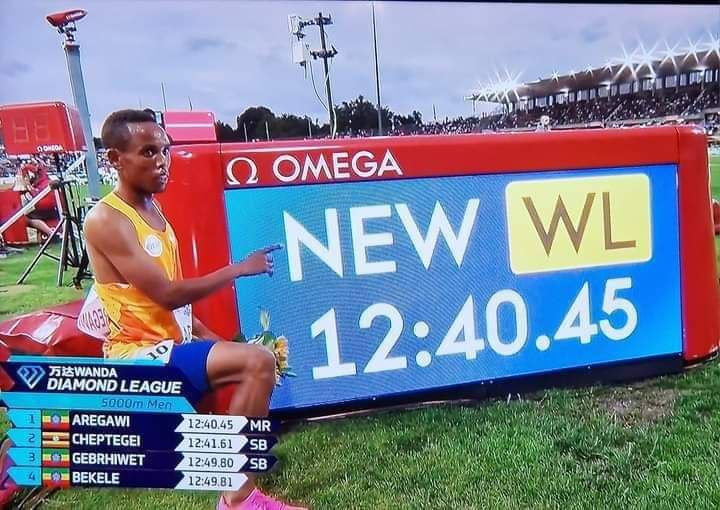 OMEGA
Ω OMEGA
NEW WL
12:40.45
10
万达WANDA
DIAMOND LEAGUE
5000m Men
1 AREGAWI 12:40.45 MR
2 CHEPTEGEI 12:41.61 SB
3 GEBRHIWET 12:49.80 SB
4 BEKELE 12:49.81